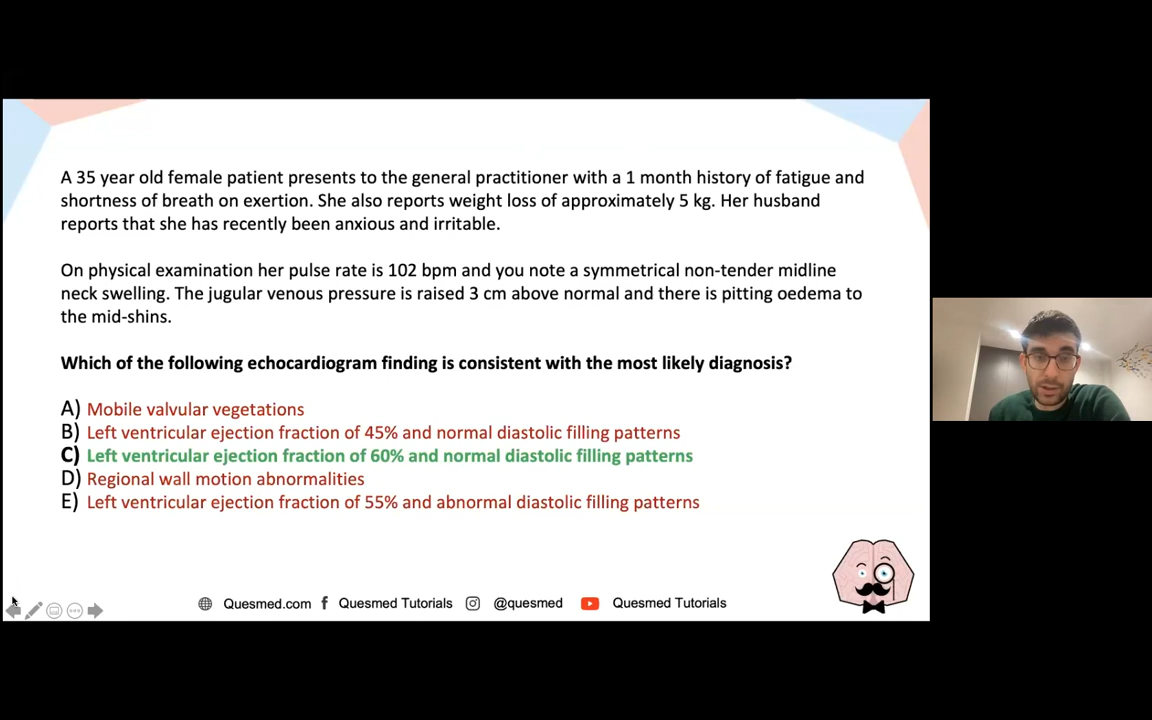 A 35 year old female patient presents to the general practitioner with a 1 month history of fatigue and
shortness of breath on exertion. She also reports weight loss of approximately 5 kg. Her husband
reports that she has recently been anxious and irritable.
On physical examination her pulse rate is 102 bpm and you note a symmetrical non-tender midline
neck swelling. The jugular venous pressure is raised 3 cm above normal and there is pitting oedema to
the mid-shins.
Which of the following echocardiogram finding is consistent with the most likely diagnosis?
A) Mobile valvular vegetations
B) Left ventricular ejection fraction of 45% and normal diastolic filling patterns
C) Left ventricular ejection fraction of 60% and normal diastolic filling patterns
D) Regional wall motion abnormalities
E) Left ventricular ejection fraction of 55% and abnormal diastolic filling patterns
Quesmed.com f Quesmed Tutorials @quesmed Quesmed Tutorials